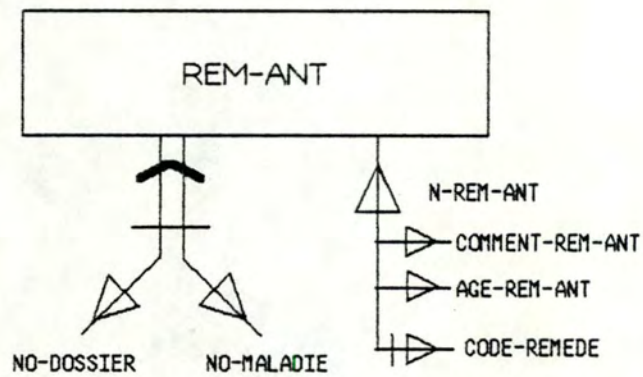 REM-ANT
N-REM-ANT
COMMENT-REM-ANT
AGE-REM-ANT
CODE-REMEDE
NO-DOSSIER
NO-MALADIE